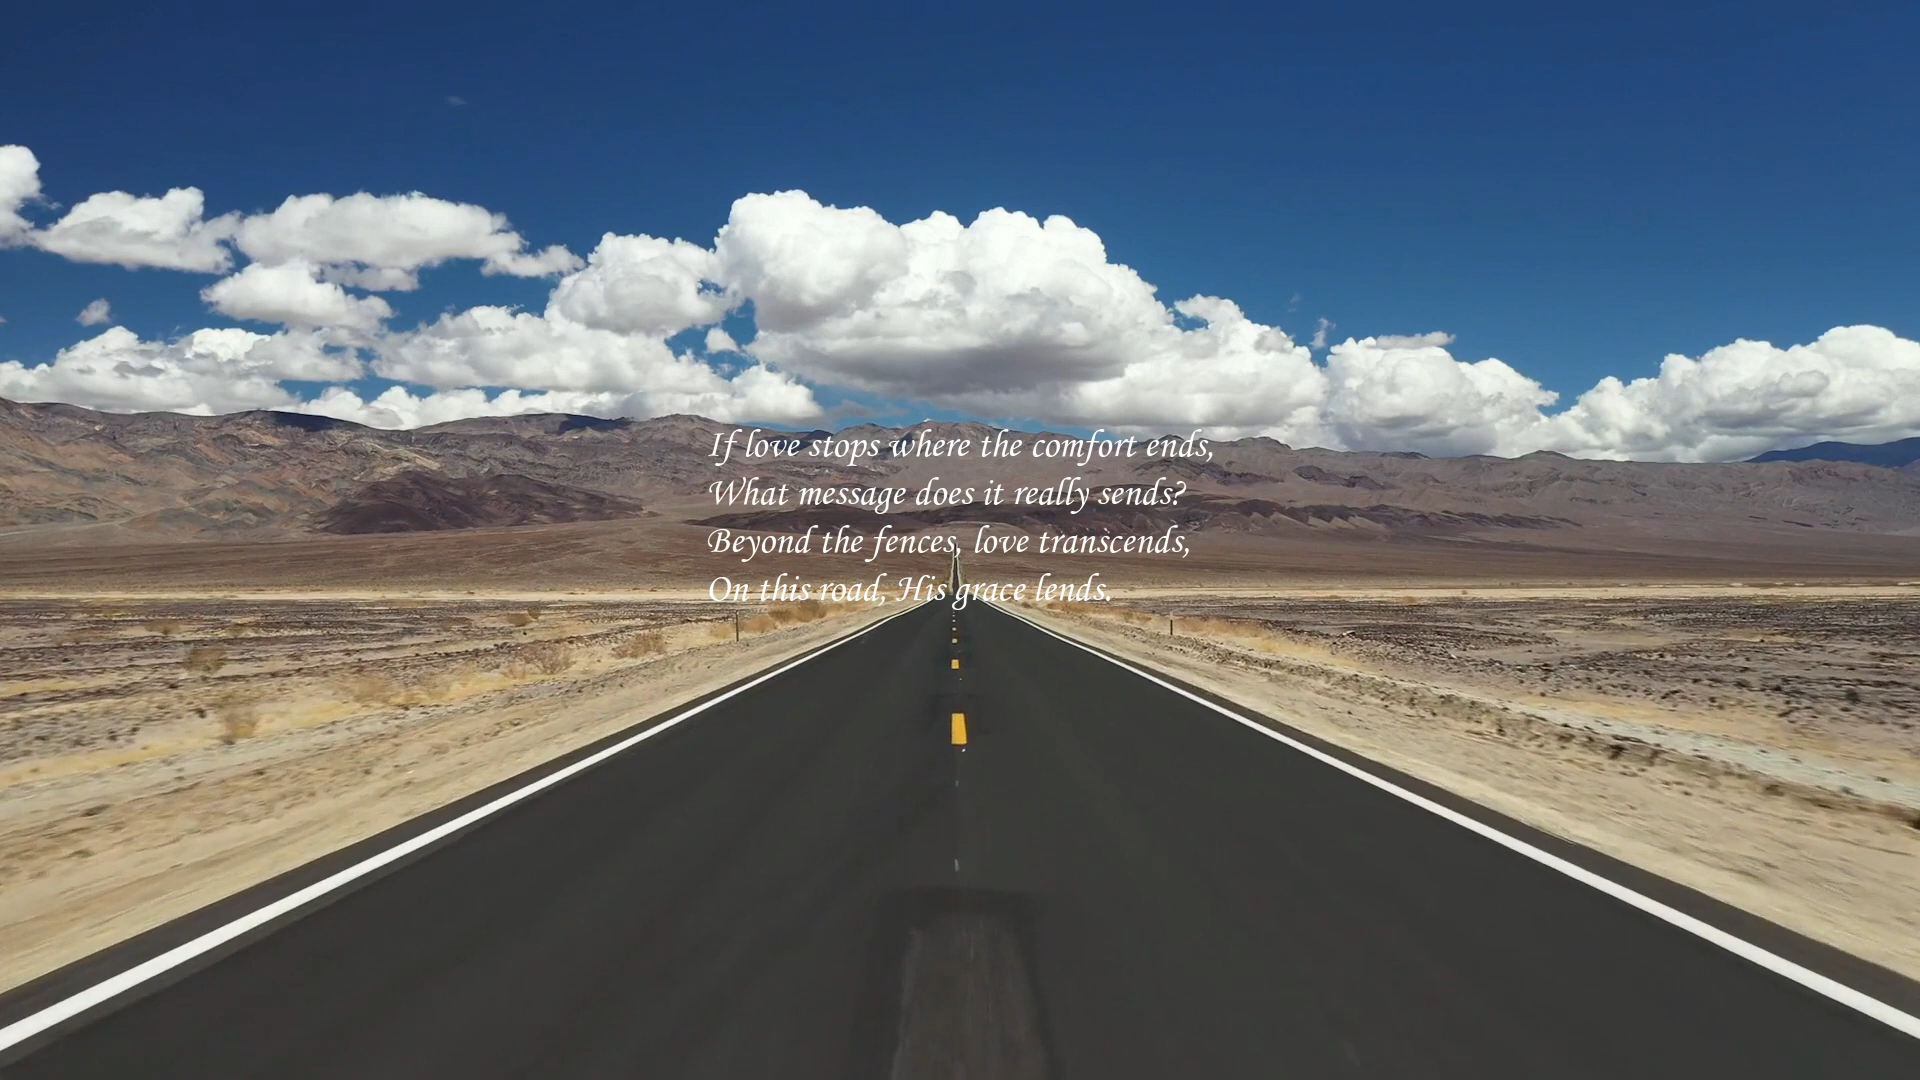 If love stops where the comfort ends,
What message does it really sends?
Beyond the fences, love transcends,
On this road, His grace lends.